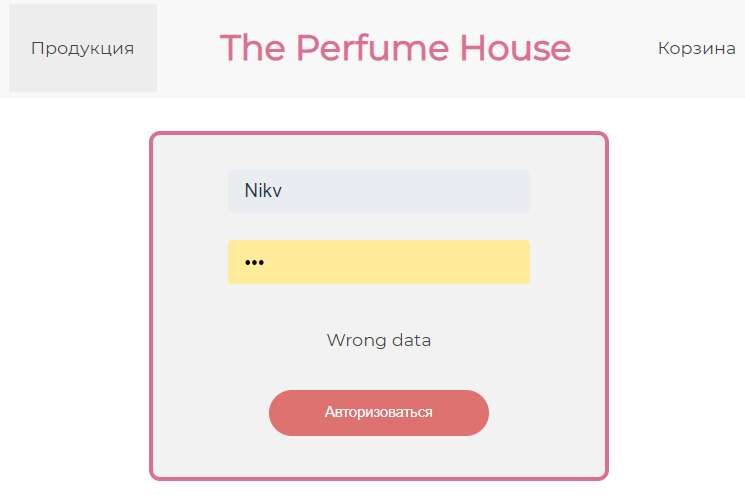 Продукция
The Perfume House
Корзина
Nikv
•••
Wrong data
Авторизоваться